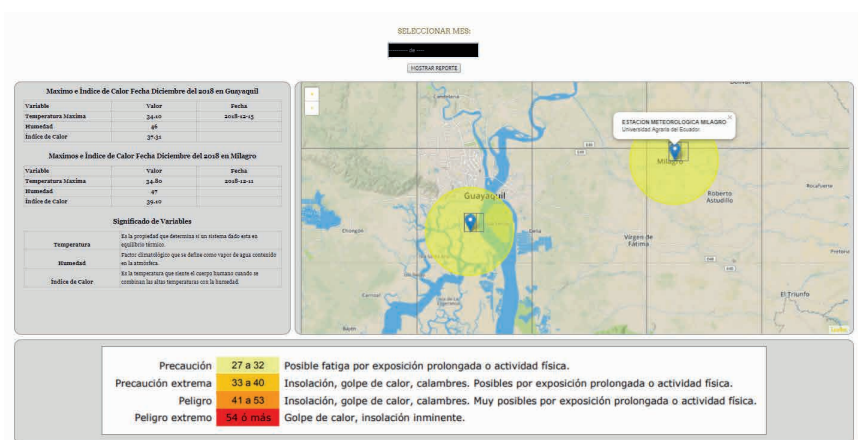 SELECCIONAR MES:
-------- de ----
MOSTRAR REPORTE
Maximo e Índice de Calor Fecha Diciembre del 2018 en Guayaquil
Variable Valor Fecha
Temperatura Maxima 34.10 2018-12-15
Humedad 46
Índice de Calor 37.31
Maximos e Índice de Calor Fecha Diciembre del 2018 en Milagro
Variable Valor Fecha
Temperatura Maxima 34.80 2018-12-11
Humedad 47
Índice de Calor 39.10
Significado de Variables
Temperatura Es la propiedad que determina si un sistema dado esta en
equilibrio térmico.
Humedad Factor climatológico que se define como vapor de agua contenido
en la atmósfera.
Índice de Calor Es la temperatura que siente el cuerpo humano cuando se
combinan las altas temperaturas con la humedad
+
-
Candelaria
ESTACION METEOROLOGICA MILAGRO
Universidad Agraria del Ecuador.
Milagro
Guayaquil
Roberto
Astudillo
Rocafuerte
Chongón
Virgen de
Fátima
Pretoria
El Triunfo
Leaflet
Precaución 27 a 32 Posible fatiga por exposición prolongada o actividad física.
Precaución extrema 33 a 40 Insolación, golpe de calor, calambres. Posibles por exposición prolongada o actividad física.
Peligro 41 a 53 Insolación, golpe de calor, calambres. Muy posibles por exposición prolongada o actividad física.
Peligro extremo 54 ó más Golpe de calor, insolación inminente.